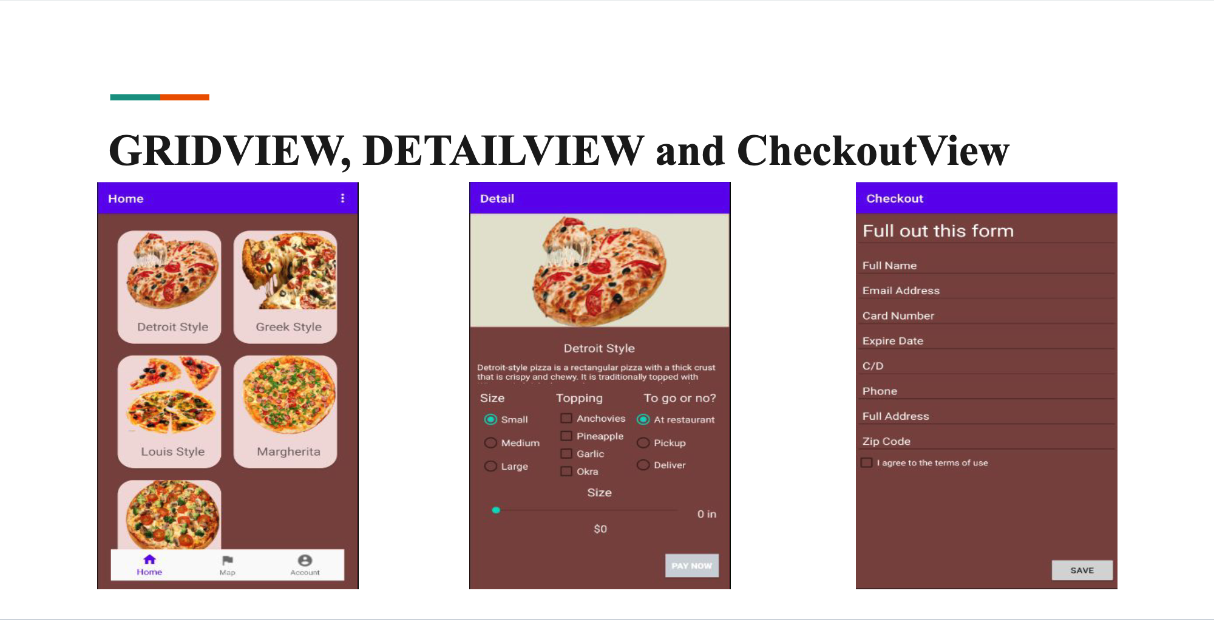 GRIDVIEW, DETAILVIEW and CheckoutView
Home
Detroit Style
Greek Style
Louis Style
Margherita
Home
Map
Account
Detail
Detroit Style
Detroit-style pizza is a rectangular pizza with a thick crust
that is crispy and chewy. It is traditionally topped with
Size
Small
Medium
Large
Topping
Anchovies
Pineapple
Garlic
Okra
To go or no?
At restaurant
Pickup
Deliver
Size
0 in
$0
PAY NOW
Checkout
Full out this form
Full Name
Email Address
Card Number
Expire Date
C/D
Phone
Full Address
Zip Code
I agree to the terms of use
SAVE